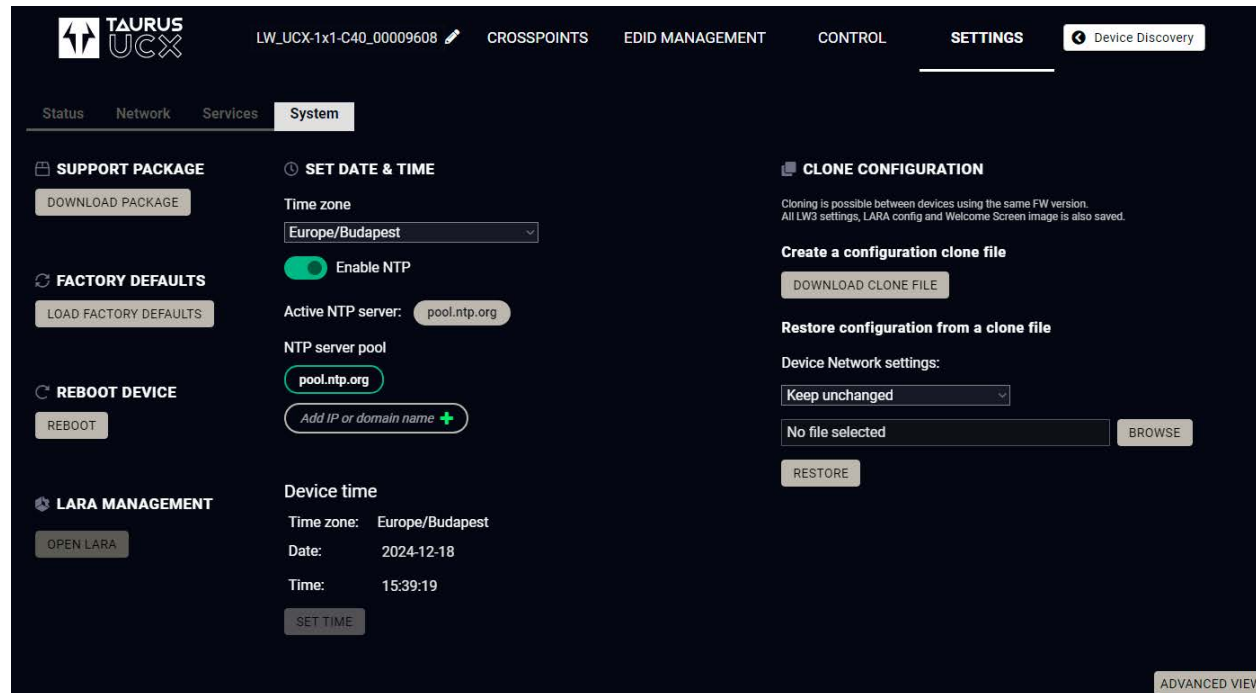 TAURUS
UCX
LW_UCX-1x1-C40_00009608
CROSSPOINTS
EDID MANAGEMENT
CONTROL
SETTINGS
Device Discovery
Status
Network
Services
System
SUPPORT PACKAGE
DOWNLOAD PACKAGE
FACTORY DEFAULTS
LOAD FACTORY DEFAULTS
REBOOT DEVICE
REBOOT
LARA MANAGEMENT
OPEN LARA
SET DATE & TIME
Time zone
Europe/Budapest
Enable NTP
Active NTP server: pool.ntp.org
NTP server pool
pool.ntp.org
Add IP or domain name
Device time
Time zone: Europe/Budapest
Date: 2024-12-18
Time: 15:39:19
SET TIME
CLONE CONFIGURATION
Cloning is possible between devices using the same FW version.
All LW3 settings, LARA config and Welcome Screen image is also saved.
Create a configuration clone file
DOWNLOAD CLONE FILE
Restore configuration from a clone file
Device Network settings:
Keep unchanged
No file selected
BROWSE
RESTORE
ADVANCED VIEW